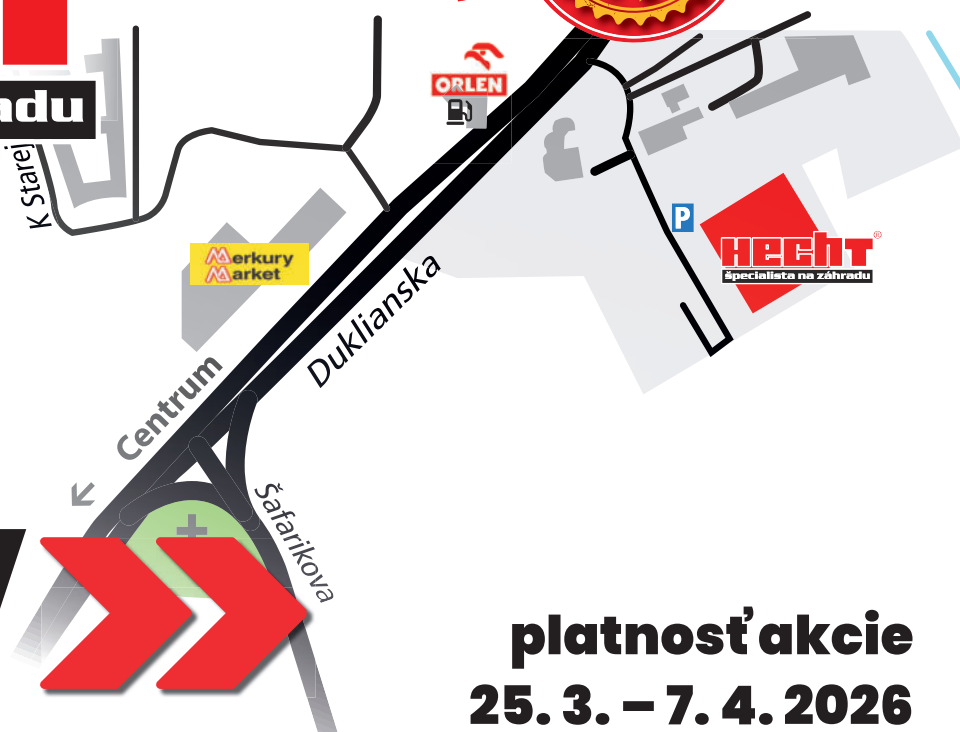 ORLEN
adu
K Starej
P
HECHT®
špecialista na záhradu
Merkury
Market
Duklianska
Centrum
Šafarikova
platnosť akcie
25. 3. – 7. 4. 2026